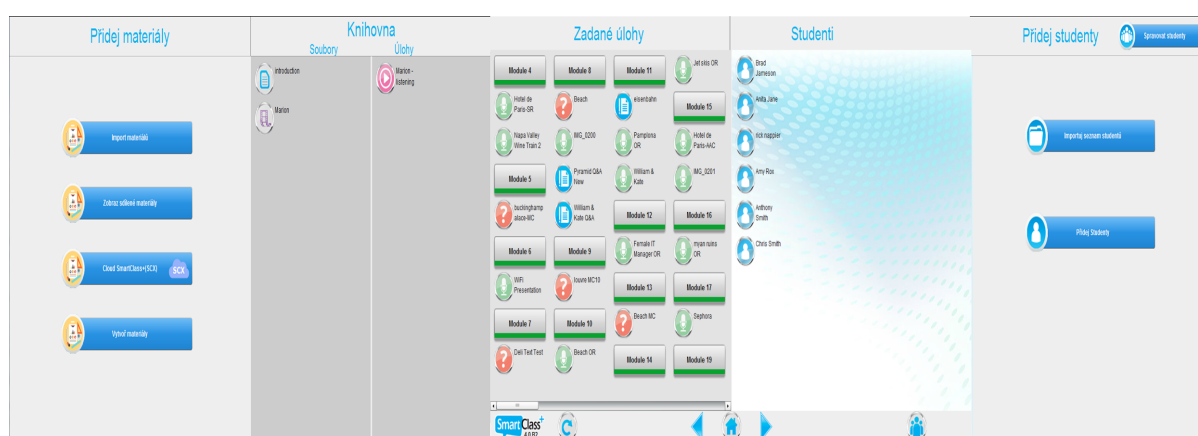 Přidej materiály
Import materiálů
Zobraz sdílené materiály
Cloud SmartClass+(SCX)
SCX
Vytvoř materiály
Knihovna
Soubory
Úlohy
introduction
Marion
Marion -
listening
Zadané úlohy
Module 4
Hotel de
Paris-SR
Napa Valley
Wine Train 2
Module 5
buckinghamp
alace-MC
Module 6
WiFi
Presentation
Module 7
Deli Text Test
Module 8
Beach
IMG_0200
Pyramid Q&A
New
William &
Kate Q&A
Module 9
louvre MC10
Module 10
Beach OR
Module 11
eisenbahn
Pamplona
OR
William &
Kate
Module 12
Female IT
Manager OR
Module 13
Beach MC
Module 14
Jet skis OR
Module 15
Hotel de
Paris-AAC
IMG_0201
Module 16
myan ruins
OR
Module 17
Sephora
Module 19
SmartClass+
4.0 R2
Studenti
Brad
Jameson
Anita Jane
rick nappier
Amy Rox
Anthony
Smith
Chris Smith
Přidej studenty
Spravovat studenty
Importuj seznam studentů
Přidej Studenty